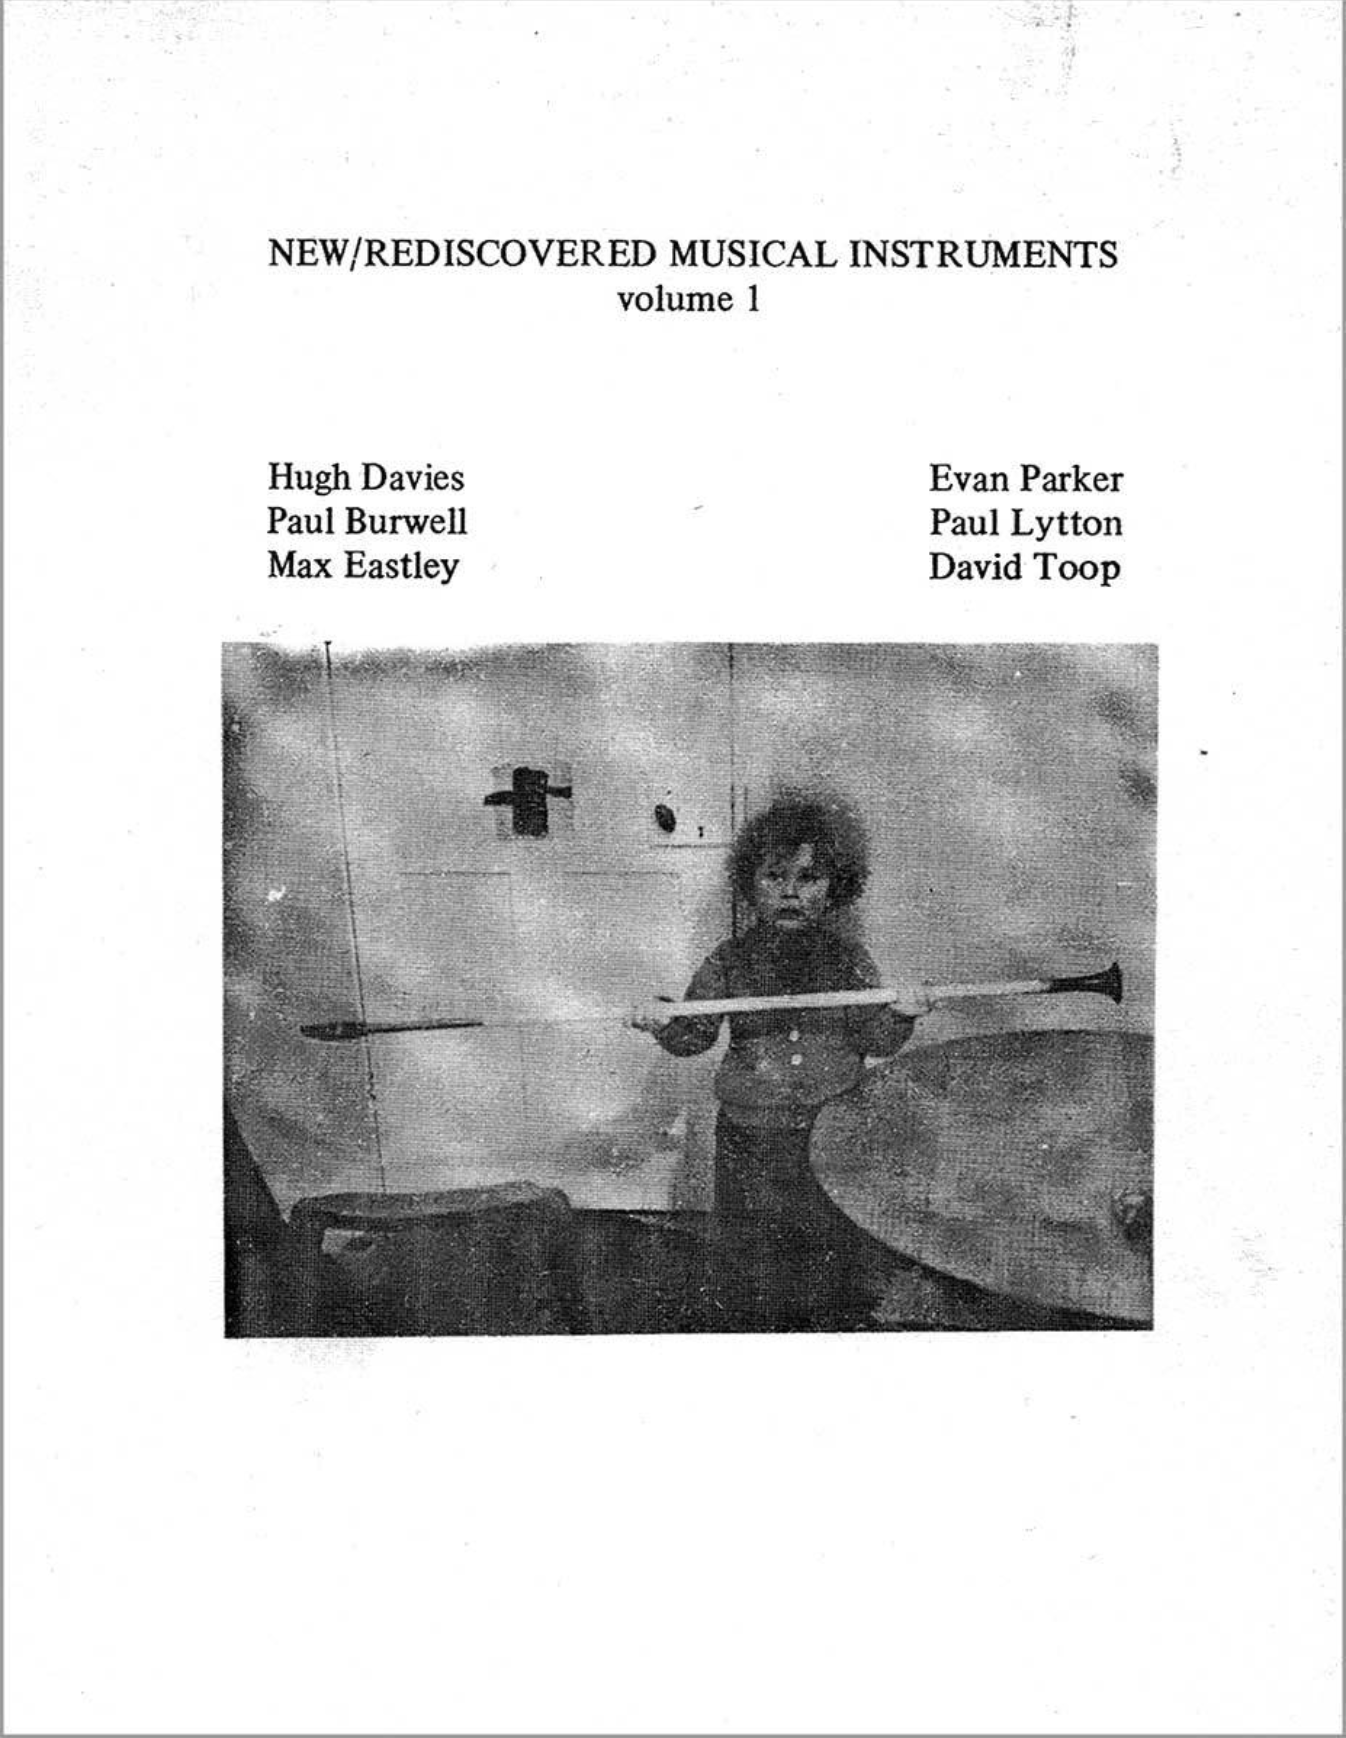 NEW/REDISCOVERED MUSICAL INSTRUMENTS
volume 1
Hugh Davies
Paul Burwell
Max Eastley
Evan Parker
Paul Lytton
David Toop